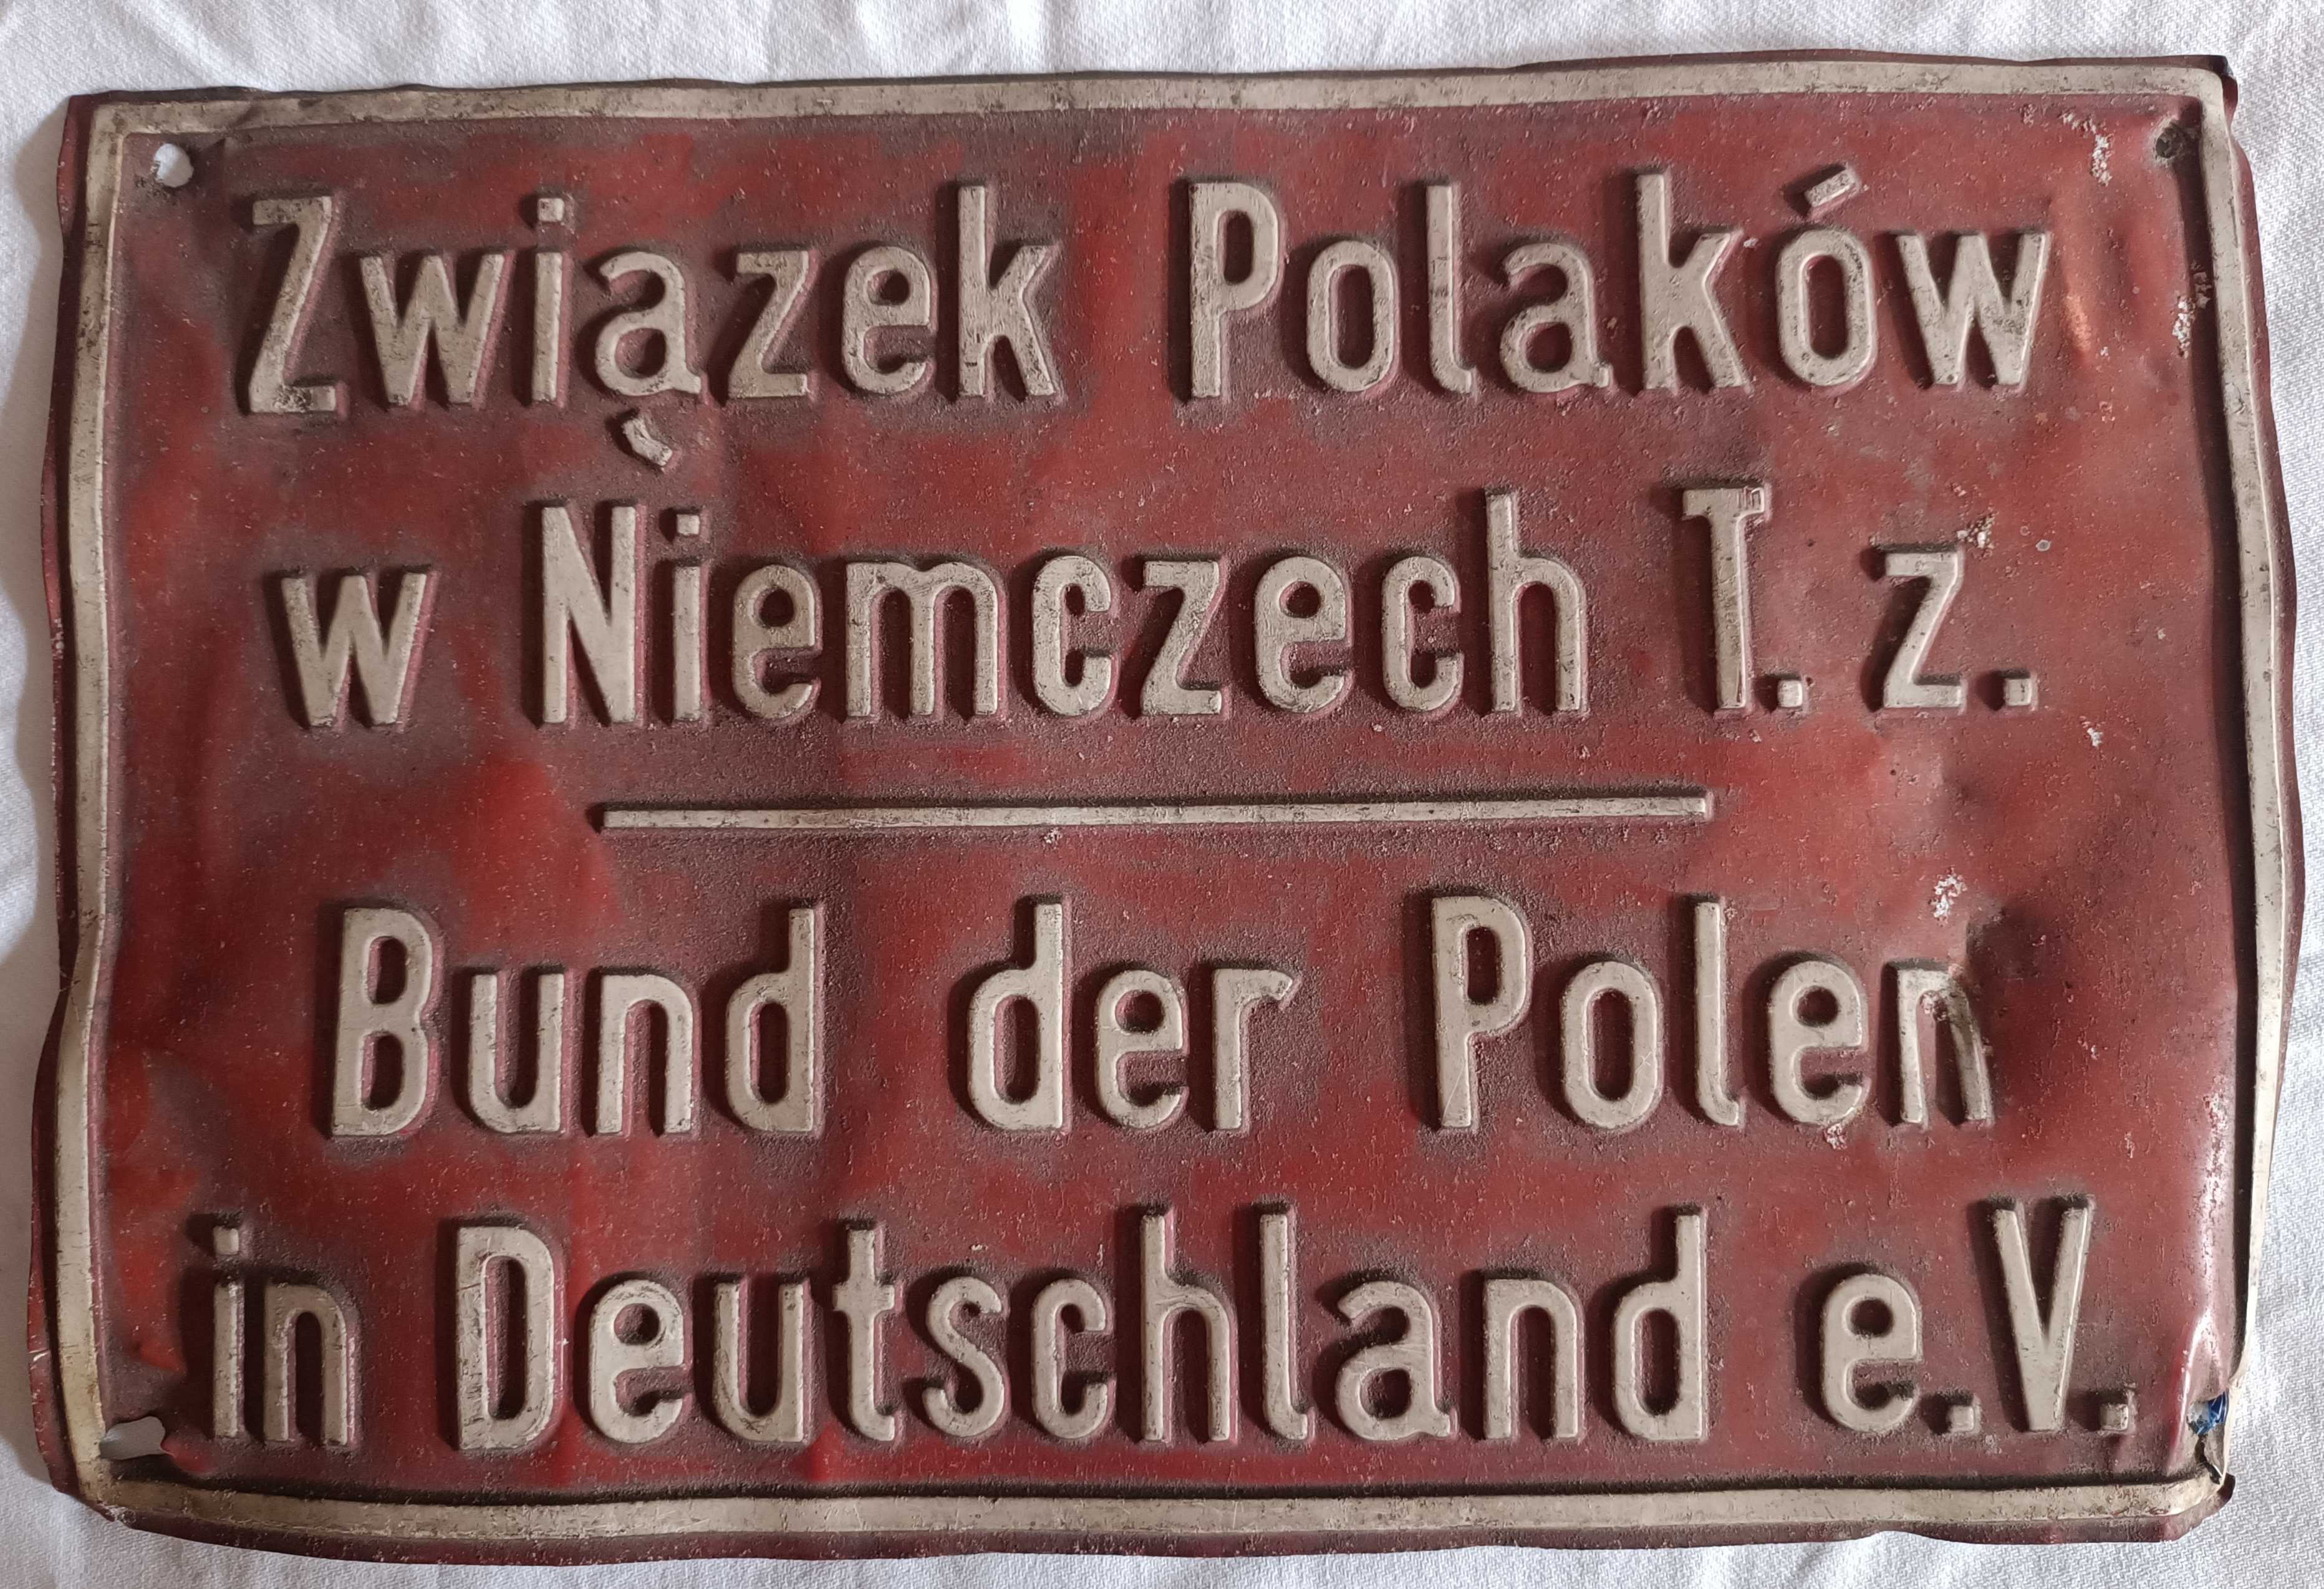 Związek Polaków
w Niemczech T. z.
Bund der Polen
in Deutschland e.V.